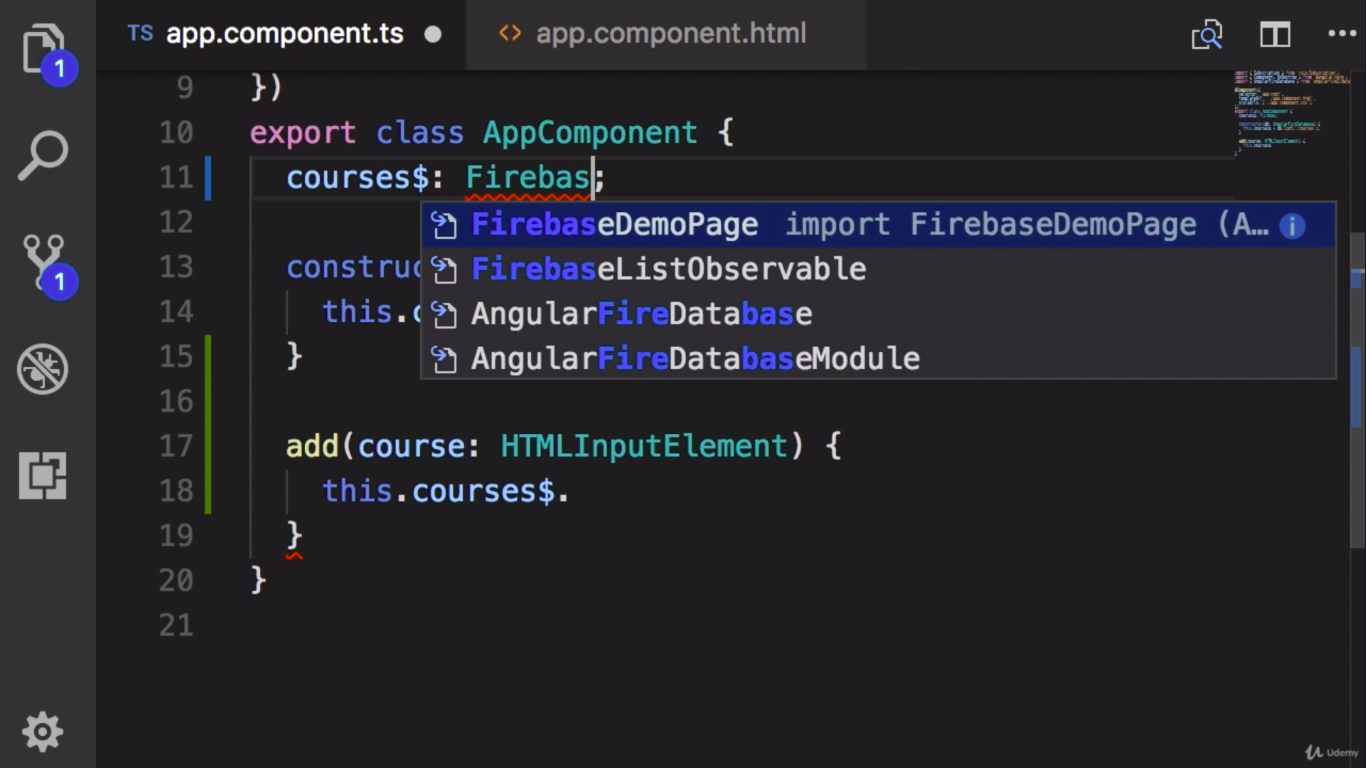 TS app.component.ts app.component.html
1
9 })
10 export class AppComponent {
11 courses$: Firebas;
12 FirebaseDemoPage import FirebaseDemoPage (A…
FirebaseListObservable
13 construc
14 this.c
AngularFireDatabase
15 }
AngularFireDatabaseModule
16
17 add(course: HTMLInputElement) {
1
18 this.courses$.
19 }
20 }
21
Udemy